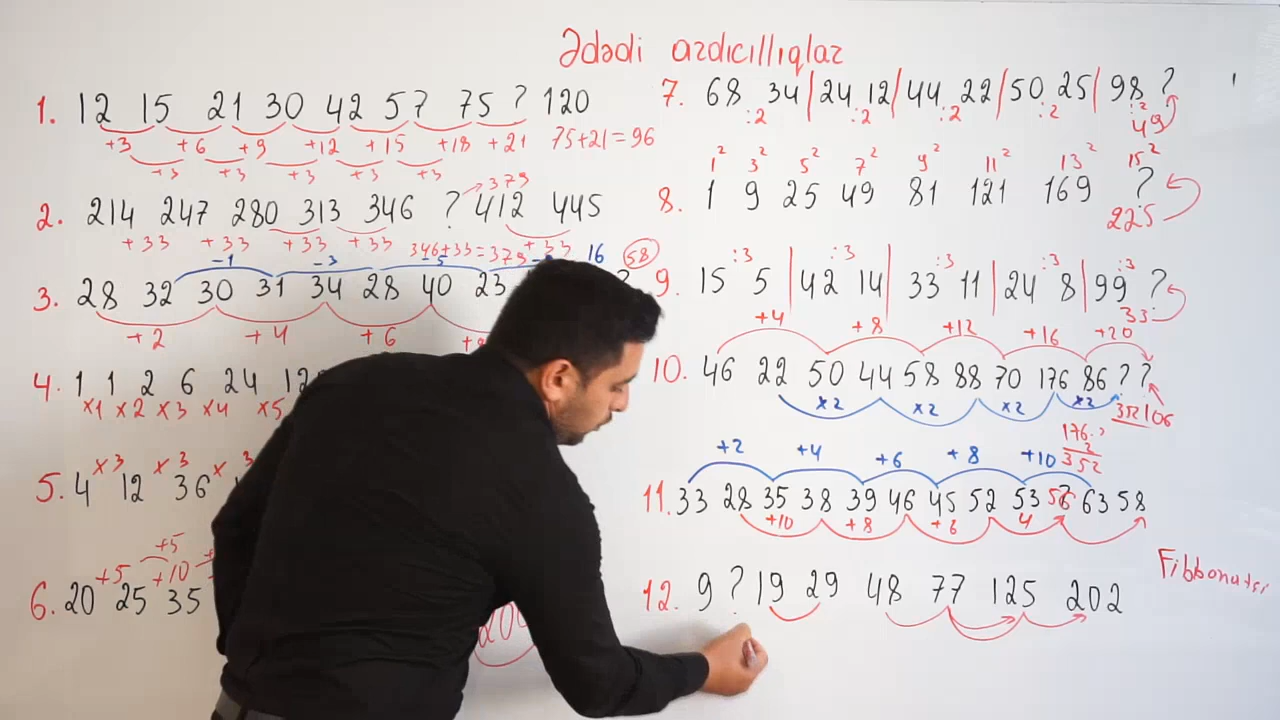 Ədədi ardıcıllıqlar
1. 12 15 21 30 42 57 75 ? 120
+3 +6 +9 +12 +15 +18 +21 75+21=96
+3 +3 +3 +3 +3
379
2. 214 247 280 313 346 ? 412 445
+33 +33 +33 +33 346+33=379 +33
-1 -3 -5 16 58
3. 28 32 30 31 34 28 40 23 ?
+2 +4 +6
4. 1 1 2 6 24
x1 x2 x3 x4 x5
x3 x3 x3
5. 4 12 36
+5
+5 +10
6. 20 25 35
7. 68 34 | 24 12 | 44 22 | 50 25 | 98 ?
:2 :2 :2 :2 :2
49
1² 3² 5² 7² 9² 11² 13² 15²
8. 1 9 25 49 81 121 169 ?
225
:3 :3 :3 :3 :3
9. 15 5 | 42 14 | 33 11 | 24 8 | 99 ?
33
+4 +8 +12 +16 +20
10. 46 22 50 44 58 88 70 176 86 ? ?
x2 x2 x2 x2
352 106
176
2
352
+2 +4 +6 +8 +10
11. 33 28 35 38 39 46 45 52 53 ? 63 58
56
+10 +8 +6 4
Fibbonatsi
12. 9 ? 19 29 48 77 125 202